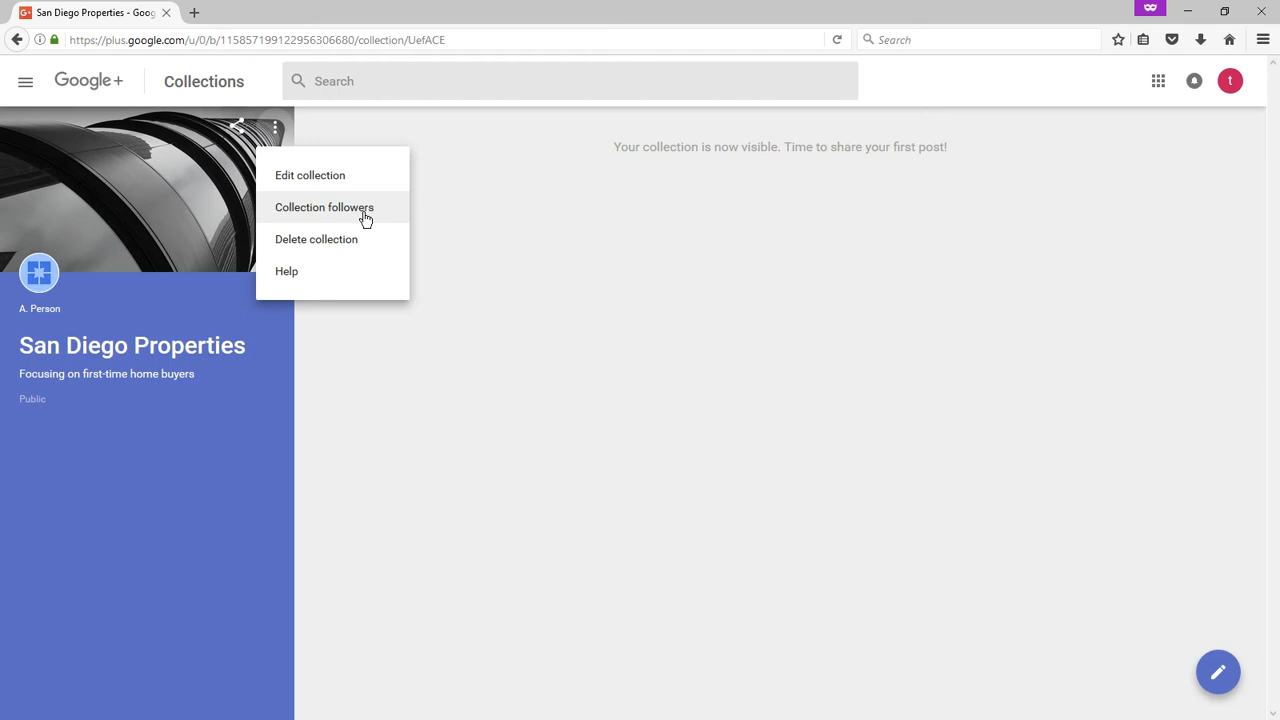 San Diego Properties - Goog
https://plus.google.com/u/0/b/115857199122956306680/collection/UefACE
Search
Google+
Collections
Search
t
Your collection is now visible. Time to share your first post!
Edit collection
Collection followers
Delete collection
Help
A. Person
San Diego Properties
Focusing on first-time home buyers
Public